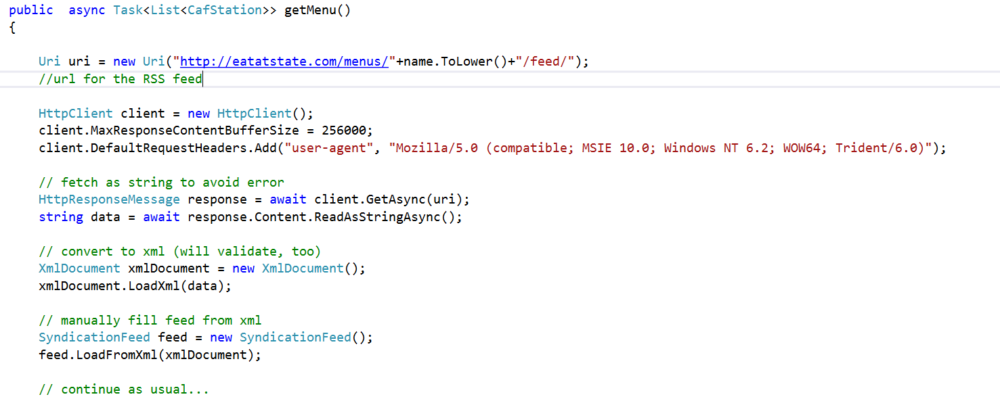 public  async Task<List<CafStation>> getMenu()
{
Uri uri = new Uri("http://eatatstate.com/menus/"+name.ToLower()+"/feed/");
//url for the RSS feed
HttpClient client = new HttpClient();
client.MaxResponseContentBufferSize = 256000;
client.DefaultRequestHeaders.Add("user-agent", "Mozilla/5.0 (compatible; MSIE 10.0; Windows NT 6.2; WOW64; Trident/6.0)");
// fetch as string to avoid error
HttpResponseMessage response = await client.GetAsync(uri);
string data = await response.Content.ReadAsStringAsync();
// convert to xml (will validate, too)
XmlDocument xmlDocument = new XmlDocument();
xmlDocument.LoadXml(data);
// manually fill feed from xml
SyndicationFeed feed = new SyndicationFeed();
feed.LoadFromXml(xmlDocument);
// continue as usual...